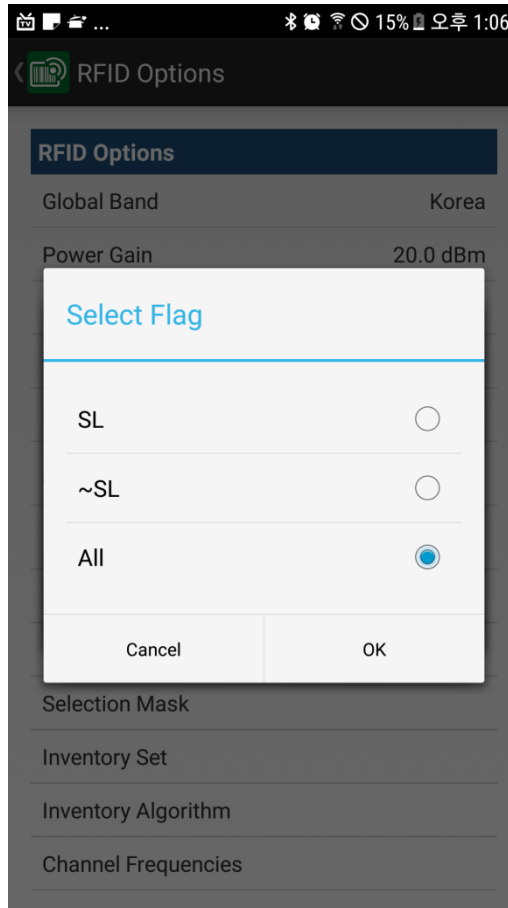 ... 15% 오후 1:06
RFID Options
RFID Options
Global Band Korea
Power Gain 20.0 dBm
Select Flag
SL
~SL
All
Cancel OK
Selection Mask
Inventory Set
Inventory Algorithm
Channel Frequencies